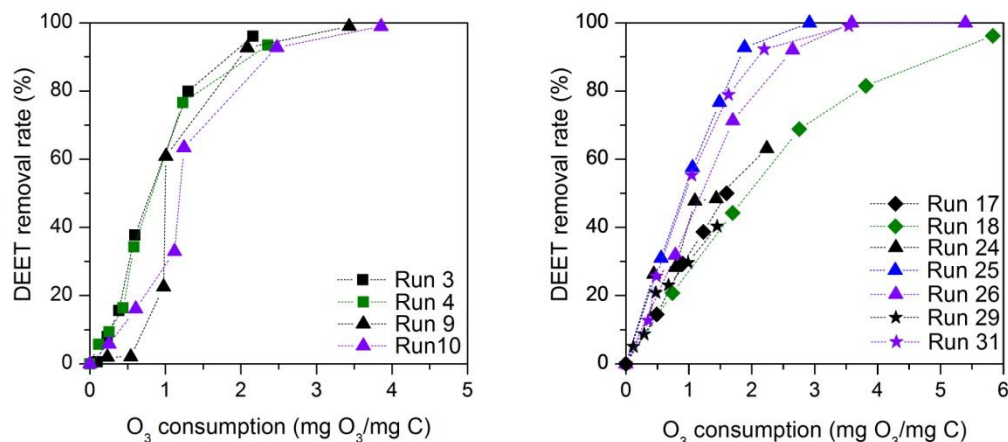 DEET removal rate (%)
100
80
60
40
20
0
0 1 2 3 4 5
O₃ consumption (mg O₃/mg C)
Run 3
Run 4
Run 9
Run10
DEET removal rate (%)
100
80
60
40
20
0
0 1 2 3 4 5 6
O₃ consumption (mg O₃/mg C)
Run 17
Run 18
Run 24
Run 25
Run 26
Run 29
Run 31